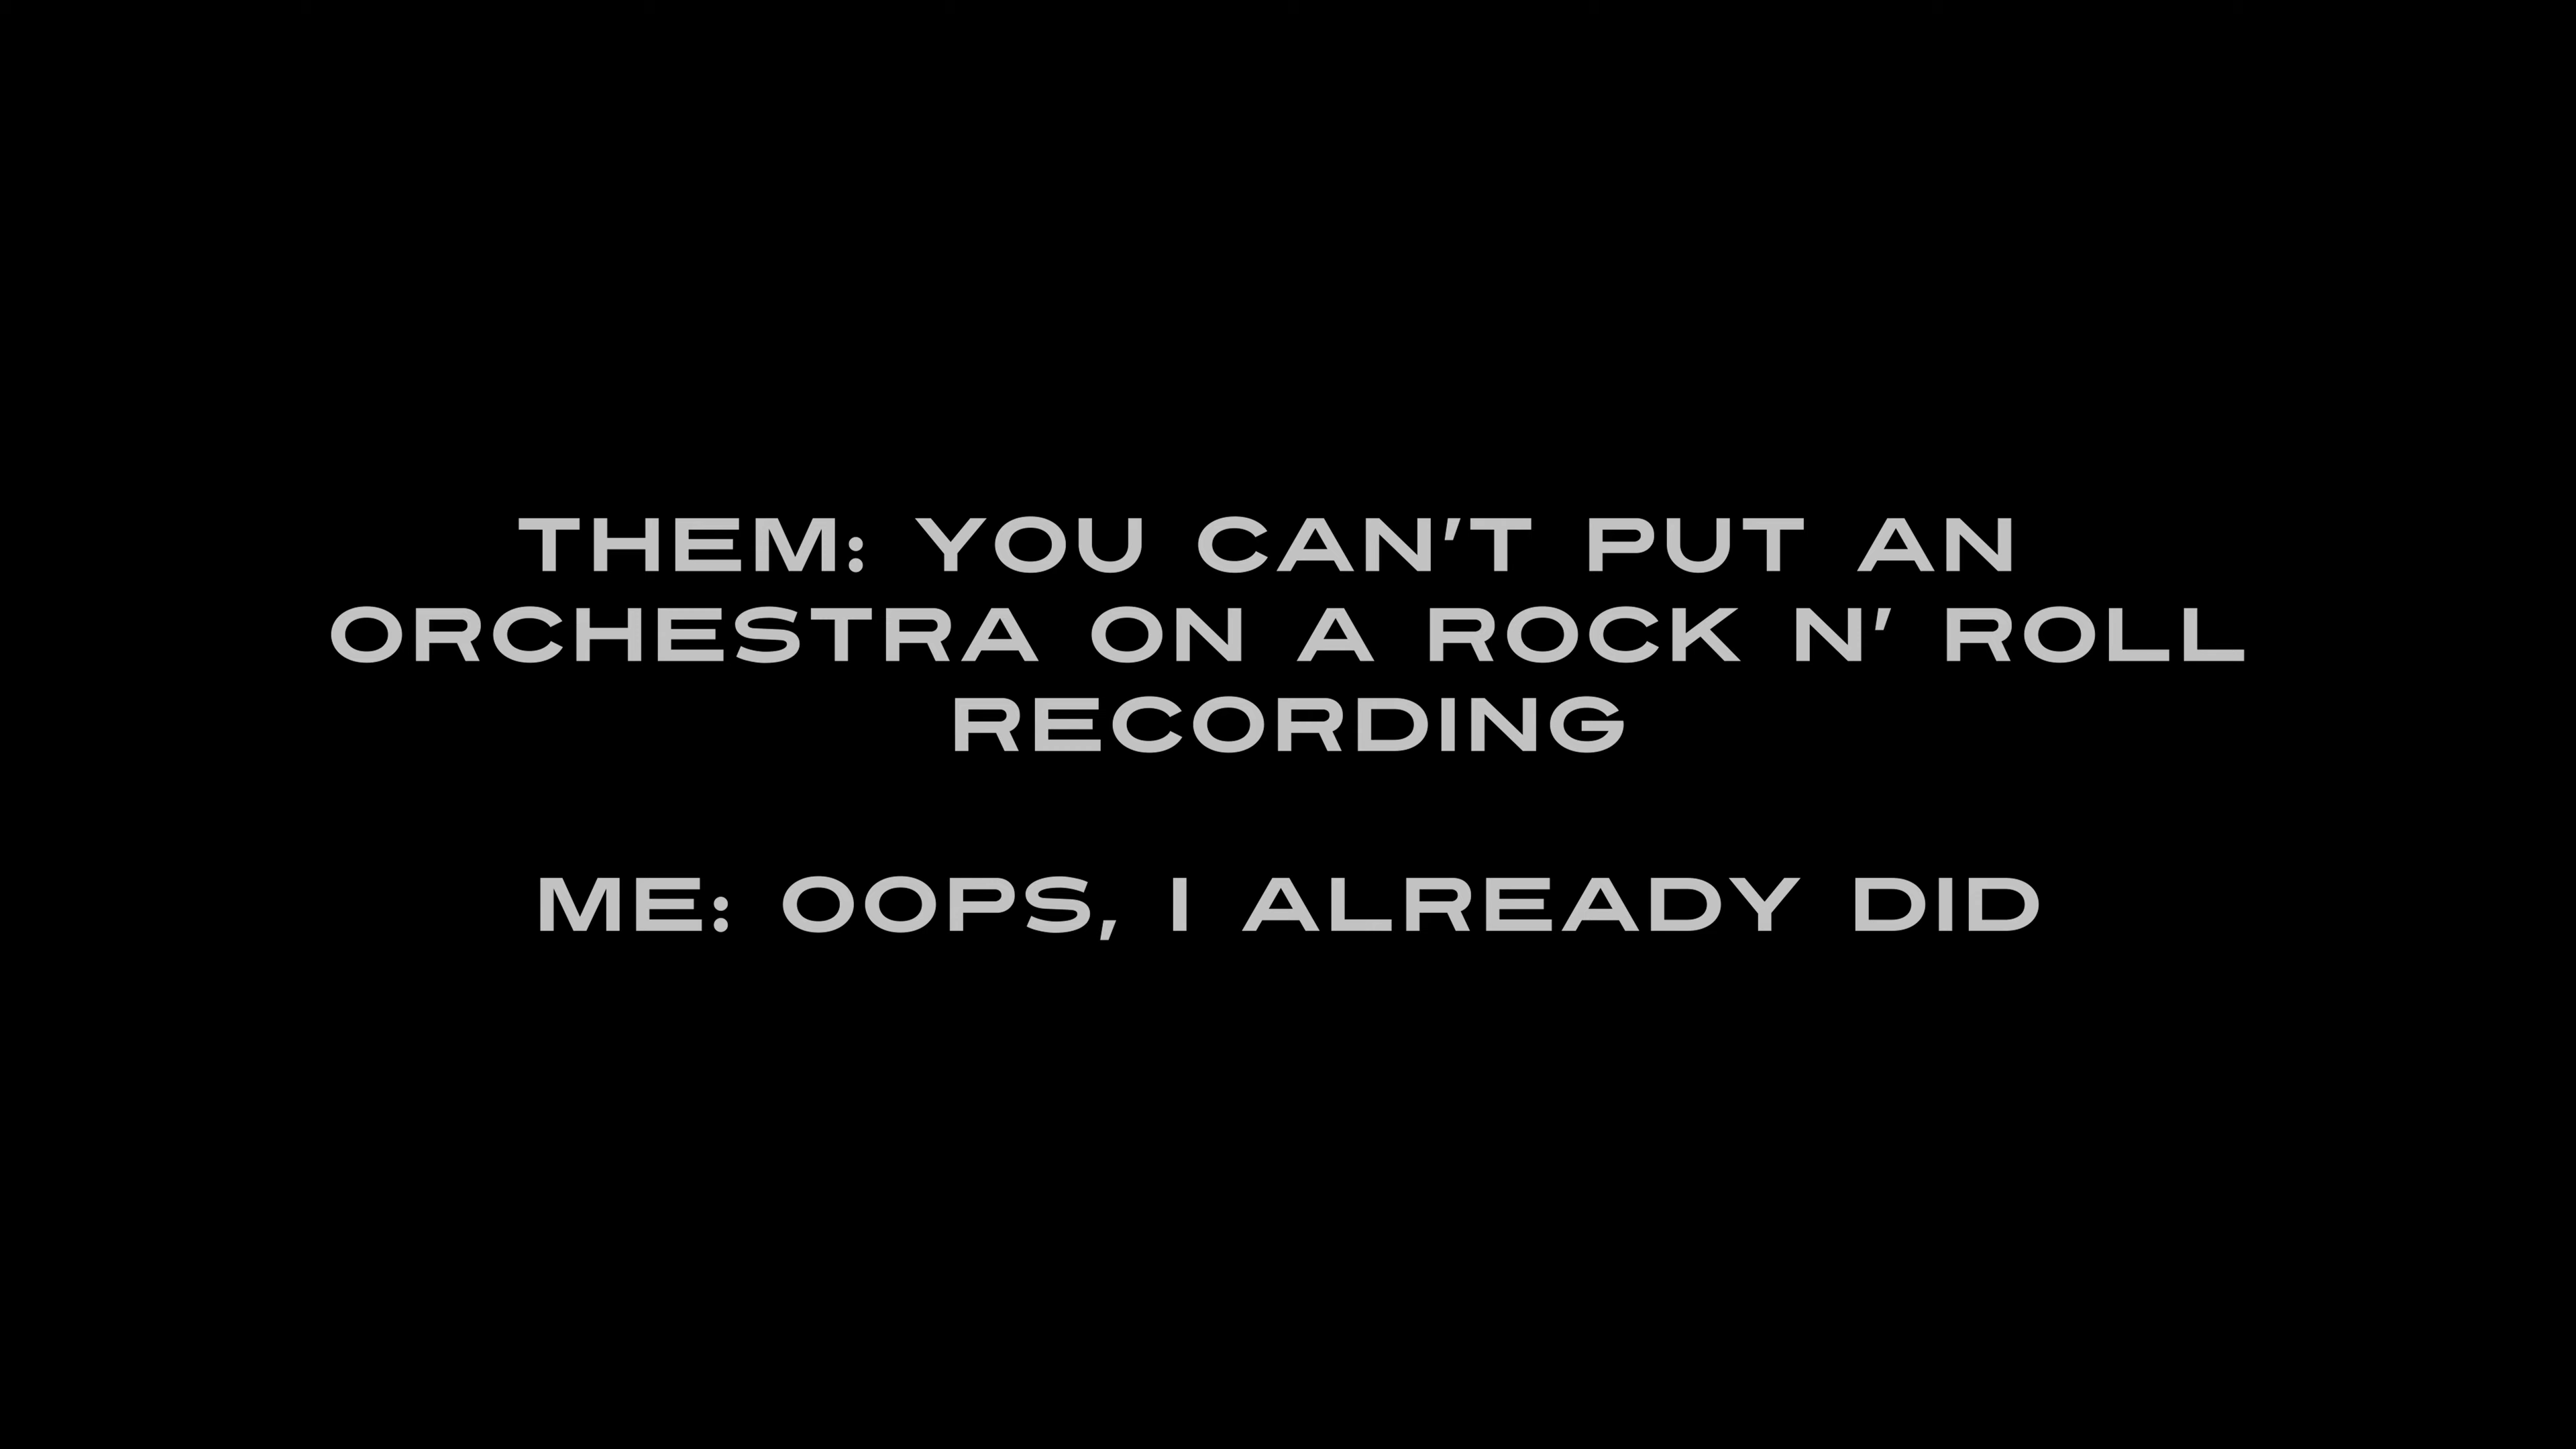 THEM: YOU CAN'T PUT AN
ORCHESTRA ON A ROCK N' ROLL
RECORDING
ME: OOPS, I ALREADY DID